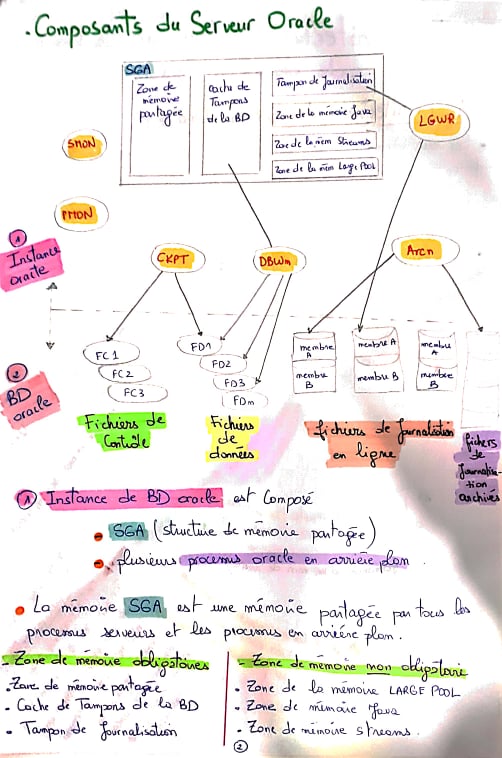 . Composants du Serveur Oracle
SGA
Zone de
mémoire
partagée
Cache de
Tampons
de la BD
Tampon de Journalisation
Zone de la mémoire Java
Zone de la mém Streams
Zone de la mém Large Pool
SMON
LGWR
PMON
①
Instance
oracle
CKPT
DBWn
Arcn
②
BD
oracle
FC1
FC2
FC3
FD1
FD2
FD3
FDm
membre
A
membre
B
membre A
membre B
membre
A
membre
B
Fichiers de
Contrôle
Fichiers
de
données
fichiers de Journalisation
en ligne
fichiers
de
Journalisa-
tion
archivés
① Instance de BD oracle est Composé
• SGA (structure de mémoire partagée)
• plusieurs processus oracle en arrière plan.
• La mémoire SGA est une mémoire partagée par tous les
processus serveurs et les processus en arrière plan.
- Zone de mémoire obligatoires
• Zone de mémoire partagée
• Cache de Tampons de la BD
• Tampon de Journalisation
- Zone de mémoire non obligatoire
• Zone de la mémoire LARGE POOL
• Zone de mémoire Java
• Zone de mémoire streams.
②